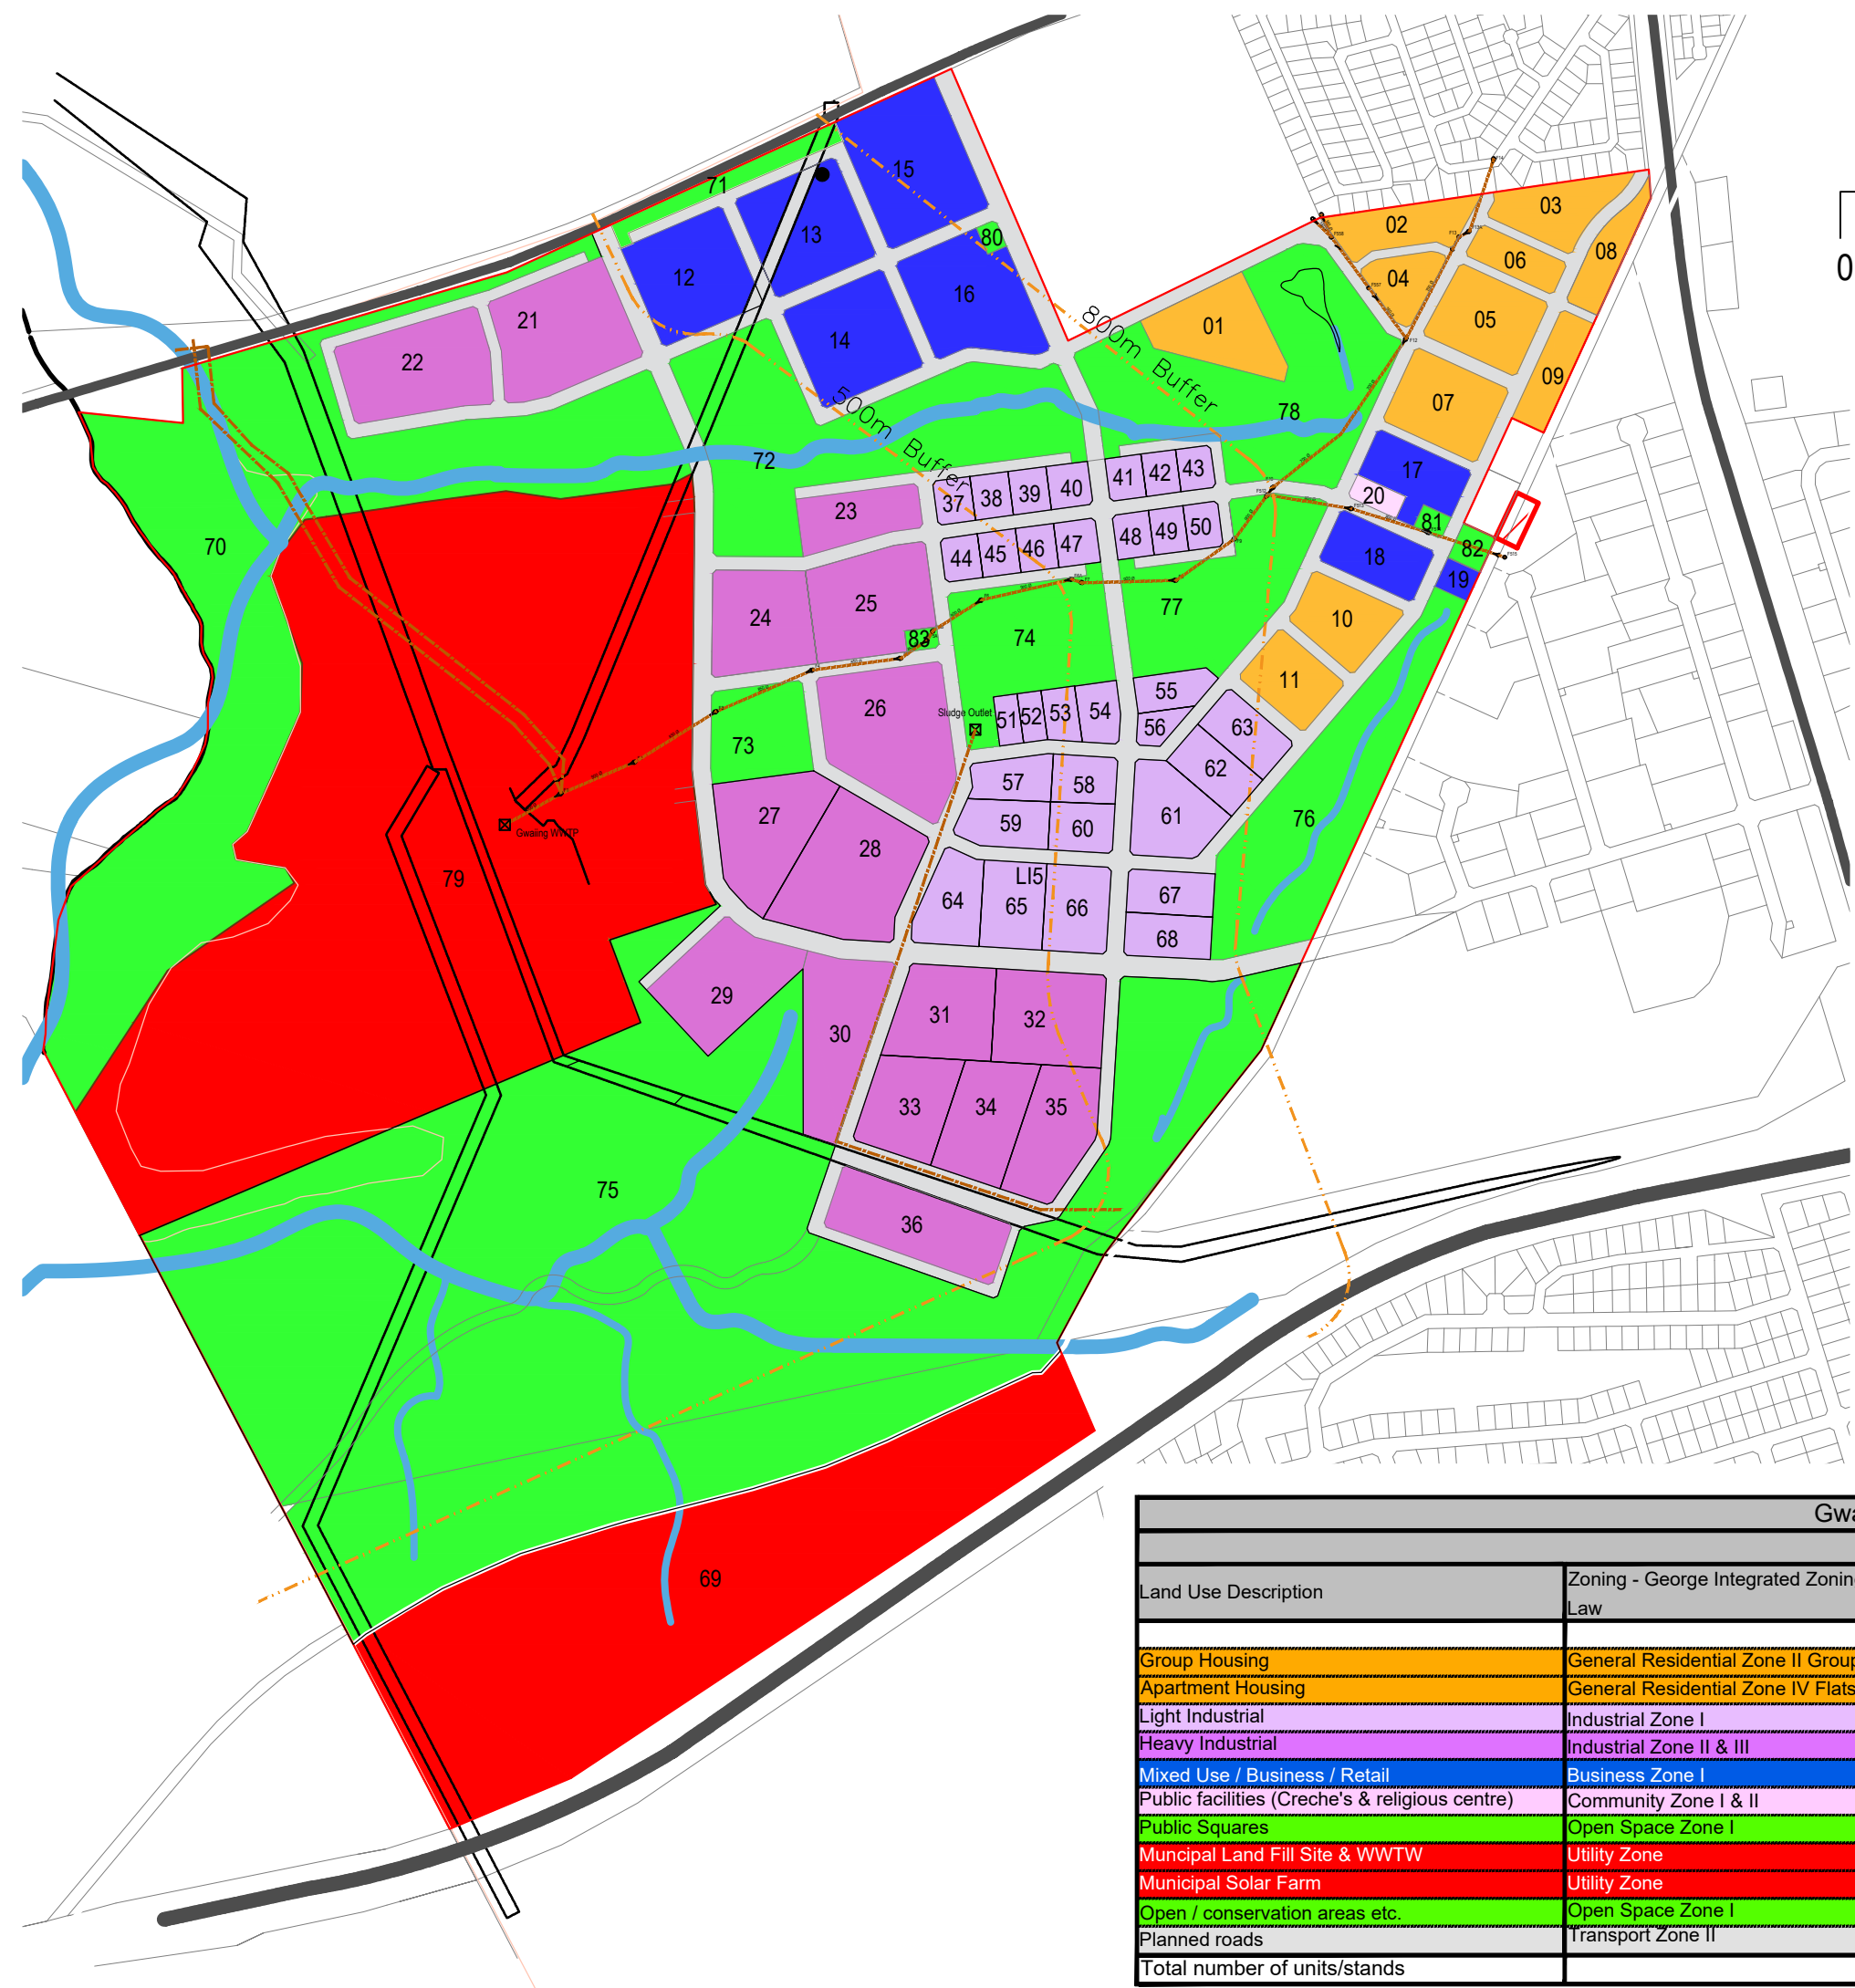 15
71
03
02
13
80
0
08
12
06
04
16
21
01
800m Buffer
05
14
22
09
07
500m Buffer
78
72
17
41 42 43
37 38 39 40
20
23
81
70
48 49 50
82
44 45 46 47
18
19
25
77
24
10
74
83
11
55
26
51 52 53 54
Sludge Outlet
56
63
73
62
57 58
27
61
59 60
76
Gwaing WWTP
28
79
LI5
67
64 65 66
68
29
31 32
30
33 34 35
75
36
69
Gwa
Land Use Description
Zoning - George Integrated Zonin
Law
Group Housing
General Residential Zone II Group
Apartment Housing
General Residential Zone IV Flats
Light Industrial
Industrial Zone I
Heavy Industrial
Industrial Zone II & III
Mixed Use / Business / Retail
Business Zone I
Public facilities (Creche's & religious centre)
Community Zone I & II
Public Squares
Open Space Zone I
Muncipal Land Fill Site & WWTW
Utility Zone
Municipal Solar Farm
Utility Zone
Open / conservation areas etc.
Open Space Zone I
Planned roads
Transport Zone II
Total number of units/stands